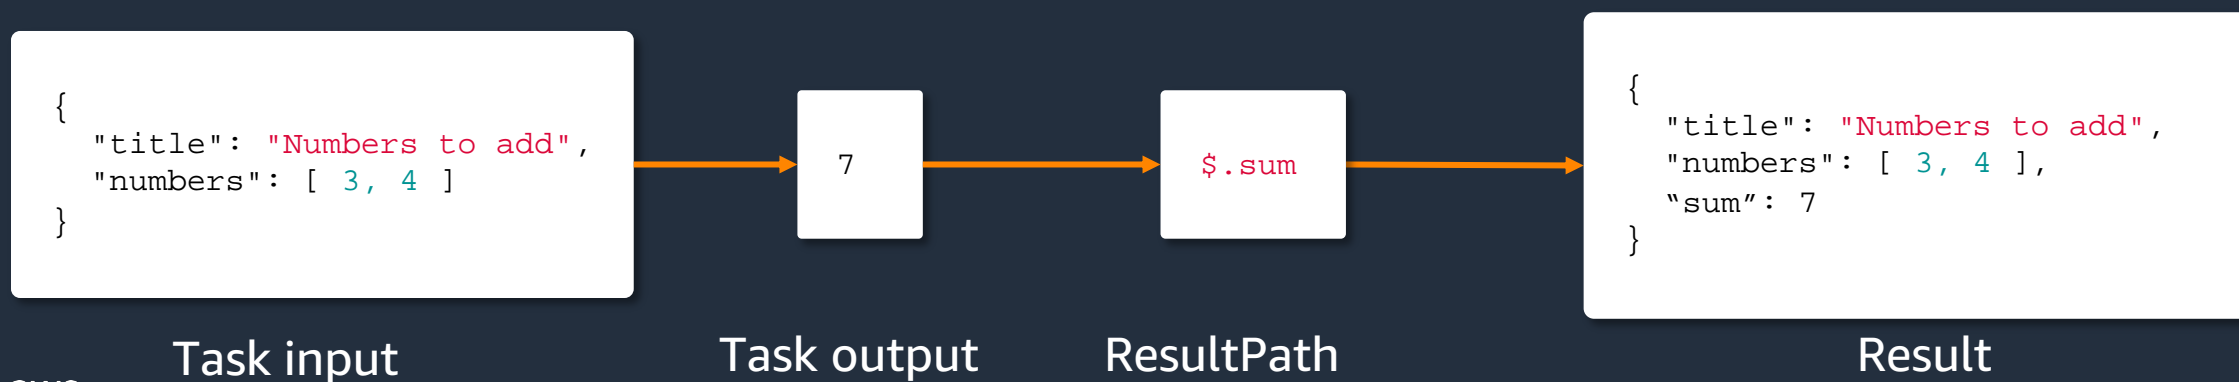 {
"title": "Numbers to add",
"numbers": [ 3, 4 ]
}
7
$.sum
{
"title": "Numbers to add",
"numbers": [ 3, 4 ],
“sum”: 7
}
Task input
Task output
ResultPath
Result